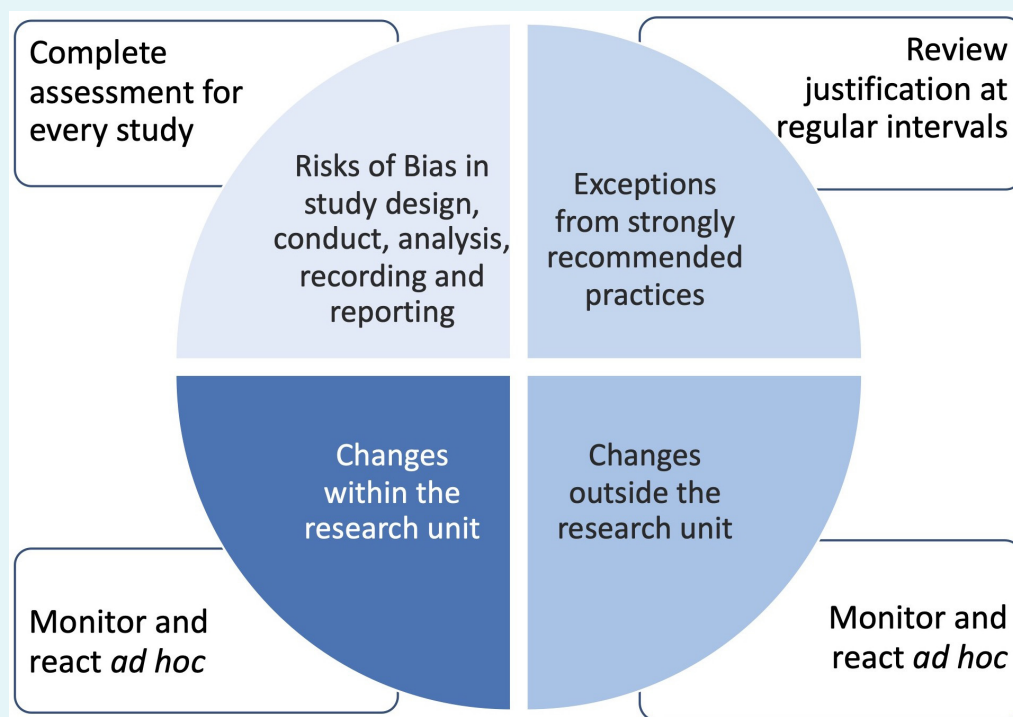 Complete
assessment for
every study
Review
justification at
regular intervals
Risks of Bias in
study design,
conduct, analysis,
recording and
reporting
Exceptions
from strongly
recommended
practices
Changes
within the
research unit
Changes
outside the
research unit
Monitor and
react ad hoc
Monitor and
react ad hoc